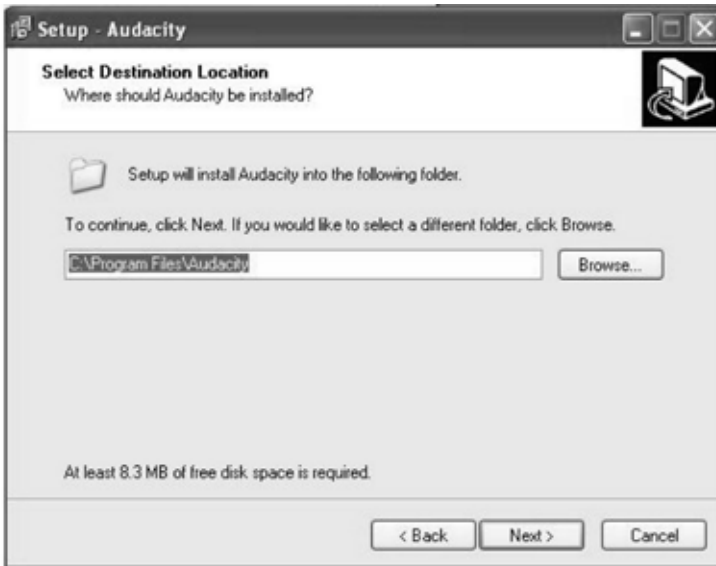 Setup - Audacity
Select Destination Location
Where should Audacity be installed?
Setup will install Audacity into the following folder.
To continue, click Next. If you would like to select a different folder, click Browse.
C:\Program Files\Audacity
Browse...
At least 8.3 MB of free disk space is required.
< Back
Next >
Cancel